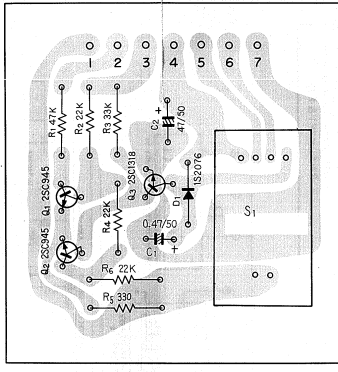 1 2 3 4 5 6 7
R1 47K
R2 22K
R3 33K
C2 +
47/50
Q1 2SC945
Q3 2SC1318
D1 1S2076
S1
R4 22K
Q2 2SC945
0.47/50
C1 +
R6 22K
R5 330